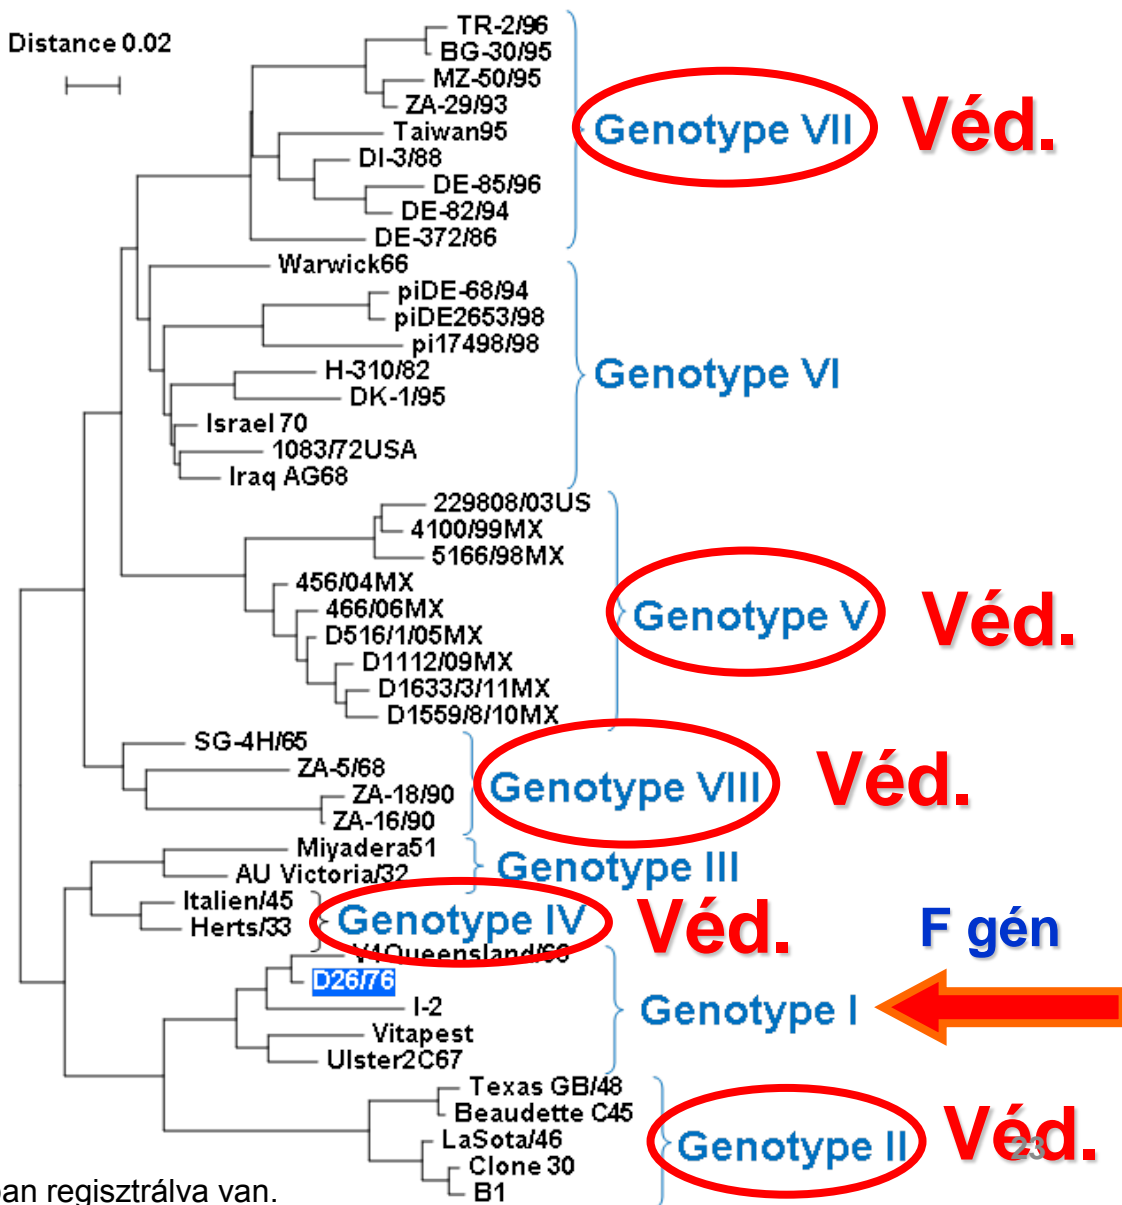 Distance 0.02
TR-2/96
BG-30/95
MZ-50/95
ZA-29/93
Taiwan95
DI-3/88
DE-85/96
DE-82/94
DE-372/86
Genotype VII
Véd.
Warwick66
piDE-68/94
piDE2653/98
pi17498/98
H-310/82
DK-1/95
Israel 70
1083/72USA
Iraq AG68
Genotype VI
229808/03US
4100/99MX
5166/98MX
456/04MX
466/06MX
D516/1/05MX
D1112/09MX
D1633/3/11MX
D1559/8/10MX
Genotype V
Véd.
SG-4H/65
ZA-5/68
ZA-18/90
ZA-16/90
Genotype VIII
Véd.
Miyadera51
AU Victoria/32
Genotype III
Italien/45
Herts/33
Genotype IV
Véd.
V4Queensland/66
D26/76
I-2
Vitapest
Ulster2C67
Genotype I
F gén
Texas GB/48
Beaudette C45
LaSota/46
Clone 30
B1
Genotype II
Véd.
23
ban regisztrálva van.